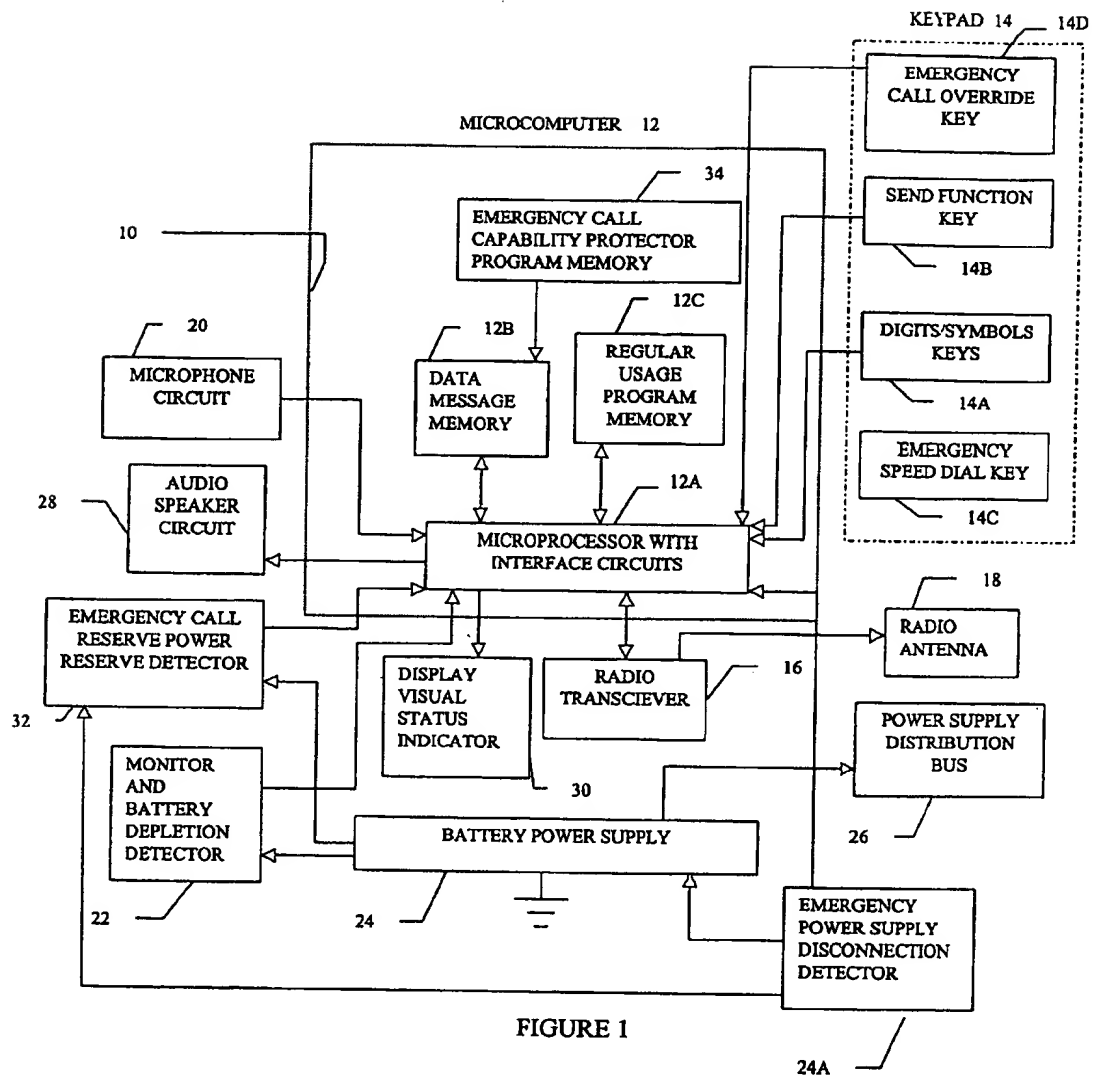 KEYPAD 14
14D
EMERGENCY
CALL OVERRIDE
KEY
MICROCOMPUTER 12
34
EMERGENCY CALL
CAPABILITY PROTECTOR
PROGRAM MEMORY
SEND FUNCTION
KEY
14B
10
20
MICROPHONE
CIRCUIT
12B
DATA
MESSAGE
MEMORY
12C
REGULAR
USAGE
PROGRAM
MEMORY
DIGITS/SYMBOLS
KEYS
14A
EMERGENCY
SPEED DIAL KEY
14C
28
AUDIO
SPEAKER
CIRCUIT
12A
MICROPROCESSOR WITH
INTERFACE CIRCUITS
EMERGENCY CALL
RESERVE POWER
RESERVE DETECTOR
32
DISPLAY
VISUAL
STATUS
INDICATOR
30
RADIO
TRANSCIEVER
16
18
RADIO
ANTENNA
MONITOR
AND
BATTERY
DEPLETION
DETECTOR
22
BATTERY POWER SUPPLY
24
POWER SUPPLY
DISTRIBUTION
BUS
26
EMERGENCY
POWER SUPPLY
DISCONNECTION
DETECTOR
24A
FIGURE 1